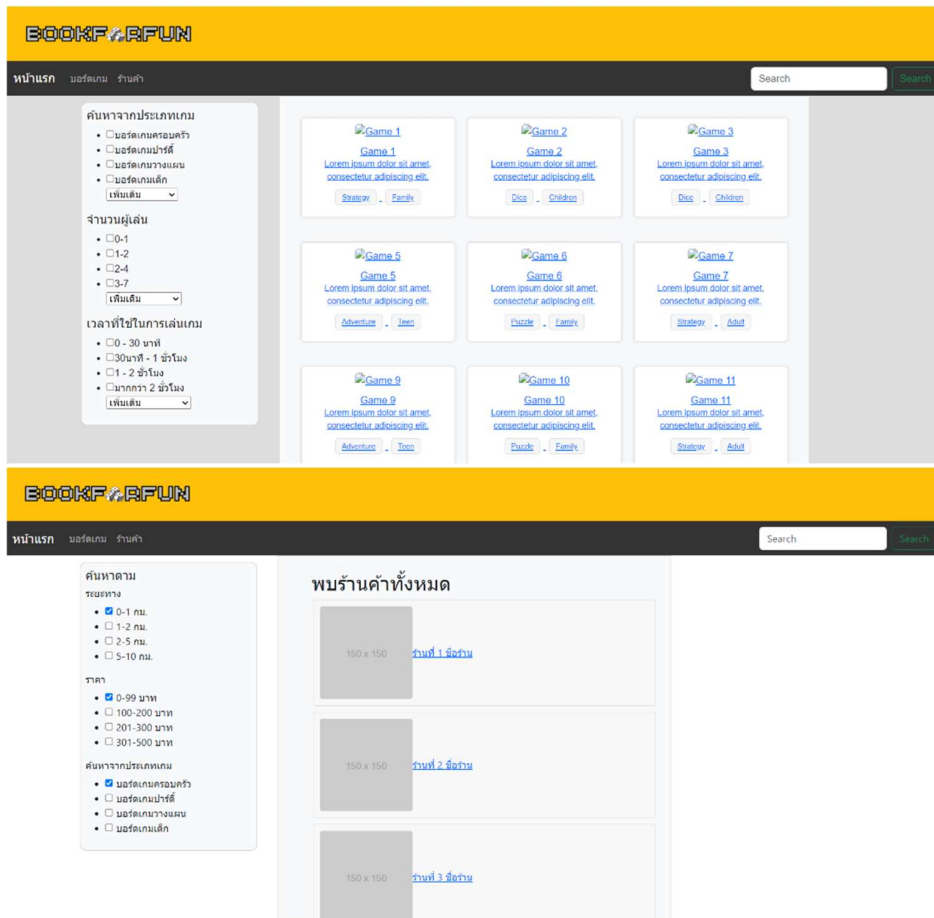 BOOKFORFUN
หน้าแรก บอร์ดเกม ร้านค้า Search Search
ค้นหาจากประเภทเกม
บอร์ดเกมครอบครัว
บอร์ดเกมปาร์ตี้
บอร์ดเกมวางแผน
บอร์ดเกมเด็ก
เพิ่มเติม
จำนวนผู้เล่น
0-1
1-2
2-4
3-7
เพิ่มเติม
เวลาที่ใช้ในการเล่นเกม
0 - 30 นาที
30นาที - 1 ชั่วโมง
1 - 2 ชั่วโมง
มากกว่า 2 ชั่วโมง
เพิ่มเติม
Game 1
Game 1
Lorem ipsum dolor sit amet,
consectetur adipiscing elit.
Strategy Family
Game 2
Game 2
Lorem ipsum dolor sit amet,
consectetur adipiscing elit.
Dice Children
Game 3
Game 3
Lorem ipsum dolor sit amet,
consectetur adipiscing elit.
Dice Children
Game 5
Game 5
Lorem ipsum dolor sit amet,
consectetur adipiscing elit.
Adventure Teen
Game 6
Game 6
Lorem ipsum dolor sit amet,
consectetur adipiscing elit.
Puzzle Family
Game 7
Game 7
Lorem ipsum dolor sit amet,
consectetur adipiscing elit.
Strategy Adult
Game 9
Game 9
Lorem ipsum dolor sit amet,
consectetur adipiscing elit.
Adventure Teen
Game 10
Game 10
Lorem ipsum dolor sit amet,
consectetur adipiscing elit.
Puzzle Family
Game 11
Game 11
Lorem ipsum dolor sit amet,
consectetur adipiscing elit.
Strategy Adult
BOOKFORFUN
หน้าแรก บอร์ดเกม ร้านค้า Search Search
ค้นหาตาม
ระยะทาง
0-1 กม.
1-2 กม.
2-5 กม.
5-10 กม.
ราคา
0-99 บาท
100-200 บาท
201-300 บาท
301-500 บาท
ค้นหาจากประเภทเกม
บอร์ดเกมครอบครัว
บอร์ดเกมปาร์ตี้
บอร์ดเกมวางแผน
บอร์ดเกมเด็ก
พบร้านค้าทั้งหมด
150 x 150 ร้านที่ 1 ชื่อร้าน
150 x 150 ร้านที่ 2 ชื่อร้าน
150 x 150 ร้านที่ 3 ชื่อร้าน